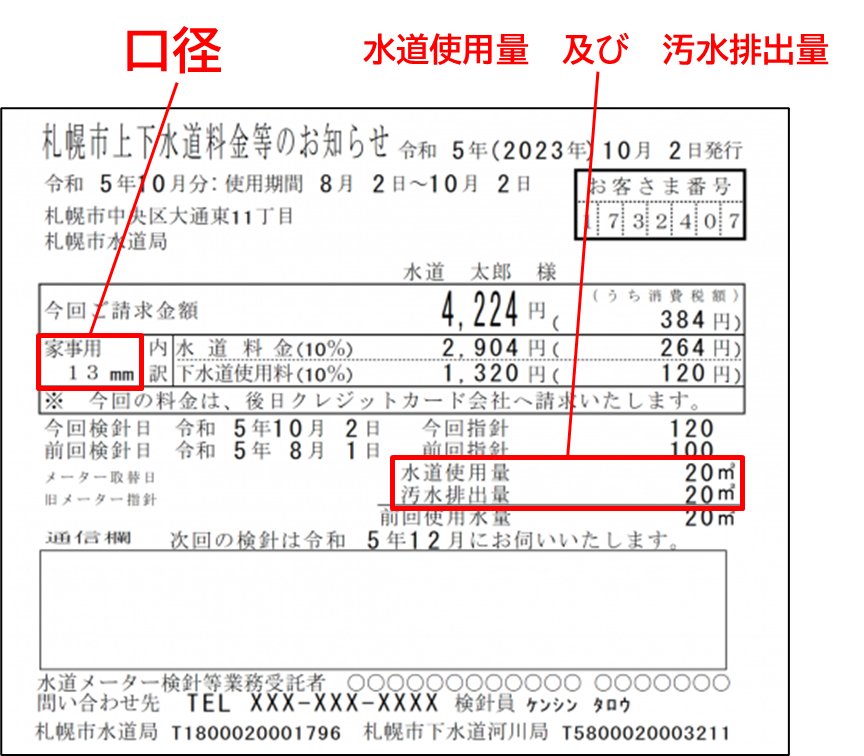 口径
水道使用量 及び 汚水排出量
札幌市上下水道料金等のお知らせ 令和 5年(2023年)10月 2日発行
令和 5年10月分:使用期間 8月 2日～10月 2日
お客さま番号
札幌市中央区大通東11丁目
1732407
札幌市水道局
水道 太郎 様
今回ご請求金額 4,224円( (うち消費税額) 384円)
家事用 内 水道料金(10%) 2,904円( 264円)
13mm 訳 下水道使用料(10%) 1,320円( 120円)
※ 今回の料金は、後日クレジットカード会社へ請求いたします。
今回検針日 令和 5年10月 2日 今回指針 120
前回検針日 令和 5年 8月 1日 前回指針 100
メーター取替日 水道使用量 20㎥
旧メーター指針 汚水排出量 20㎥
前回使用水量 20㎥
通信欄 次回の検針は令和 5年12月にお伺いいたします。
水道メーター検針等業務受託者 ○○○○○○○○○○○○ ○○○○○○○
問い合わせ先 TEL XXX-XXX-XXXX 検針員 ｹﾝｼﾝ ﾀﾛｳ
札幌市水道局 T1800020001796 札幌市下水道河川局 T5800020003211